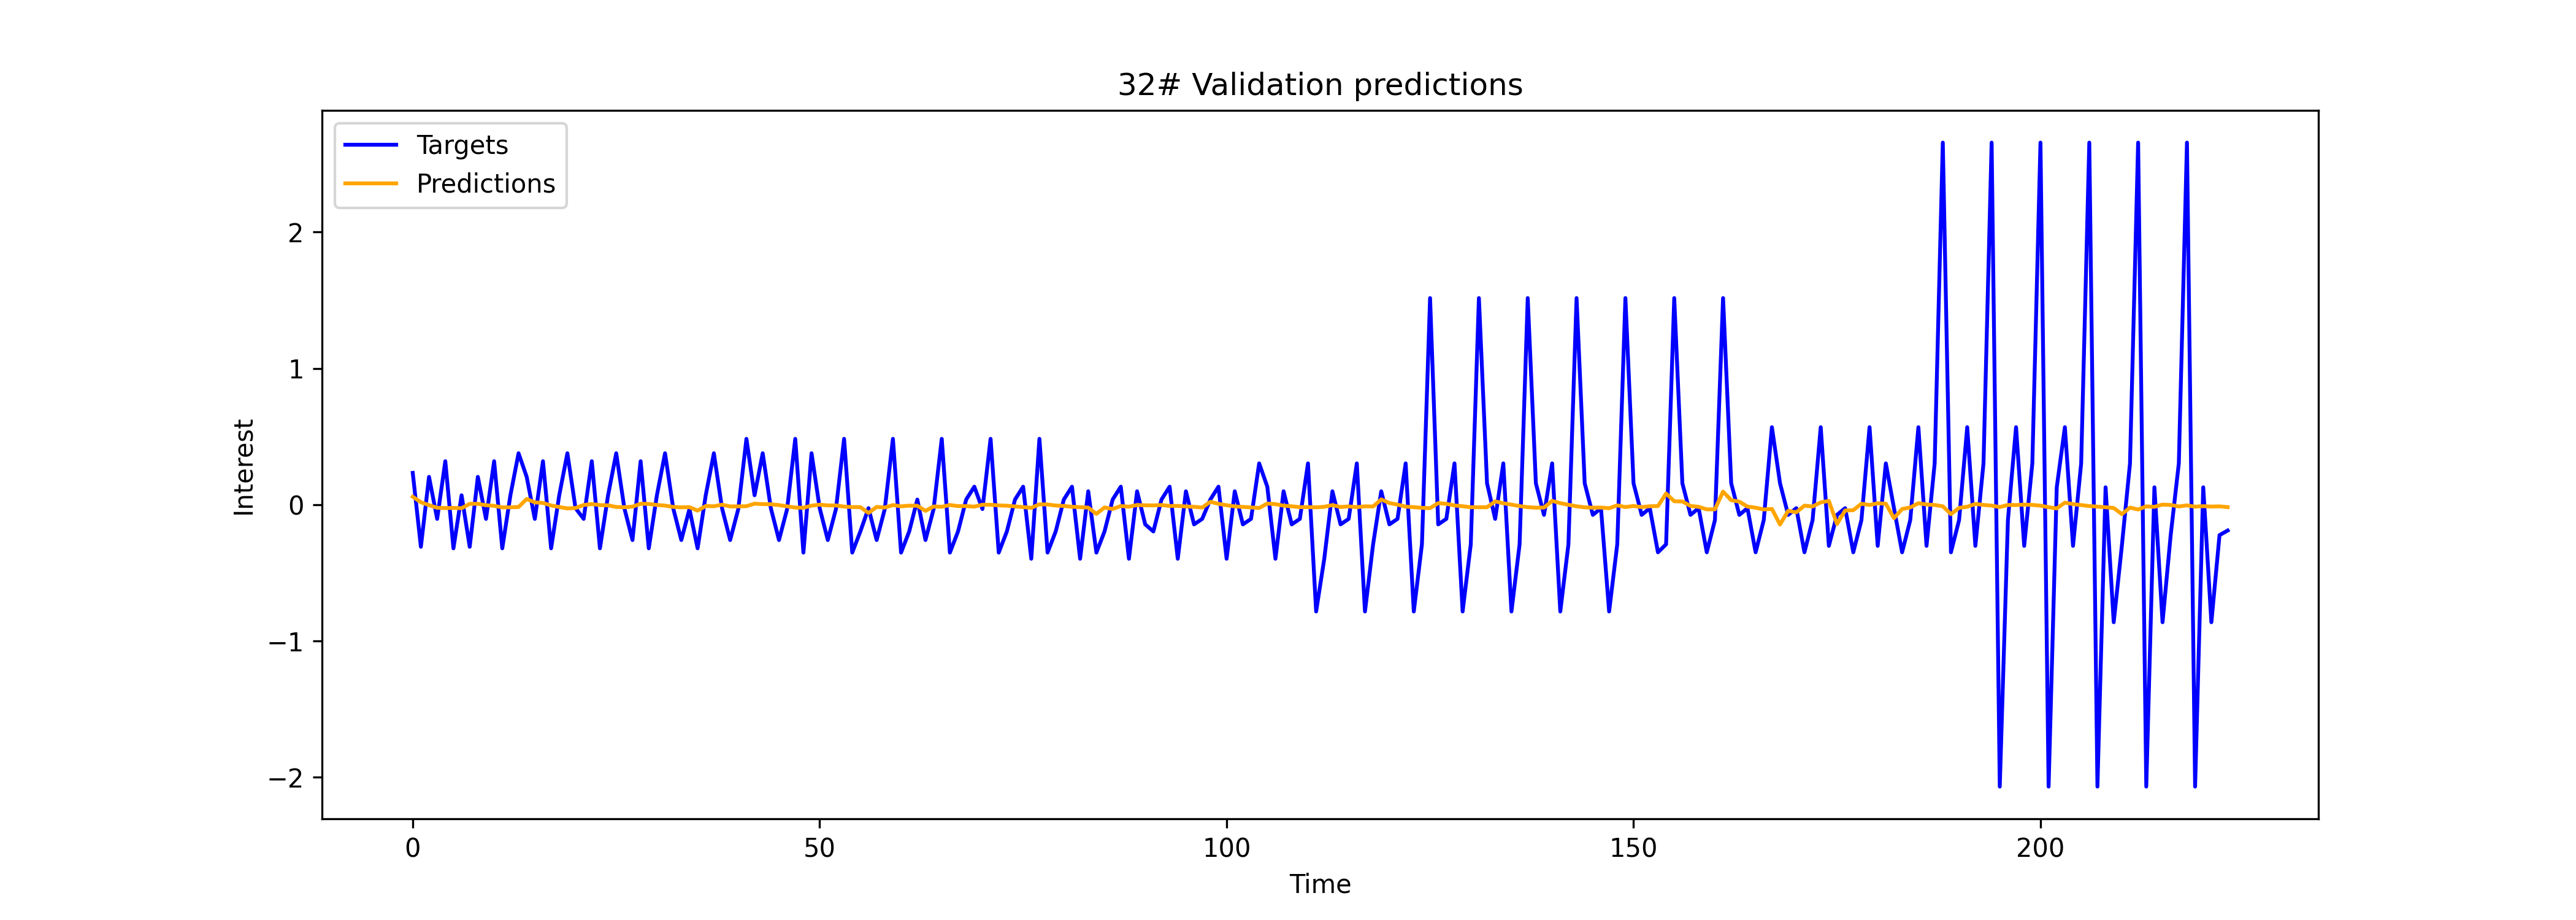 32# Validation predictions
Targets
Predictions
Interest
2
1
0
−1
−2
0 50 100 150 200
Time